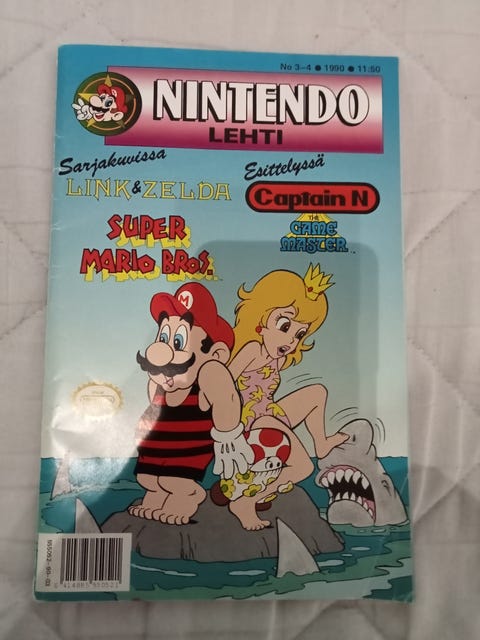 No 3-4 ● 1990 ● 11:50
NINTENDO
LEHTI
Sarjakuvissa
LINK & ZELDA
SUPER
MARIO BROS.
Esittelyssä
Captain N
THE
GAME
MASTER
M